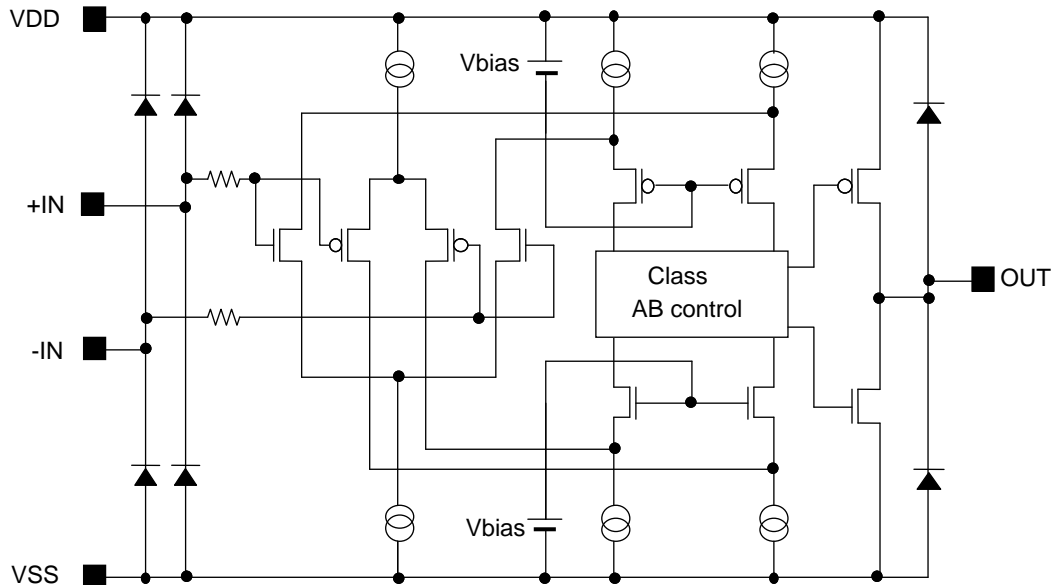 VDD
Vbias
+IN
Class
AB control
OUT
-IN
Vbias
VSS